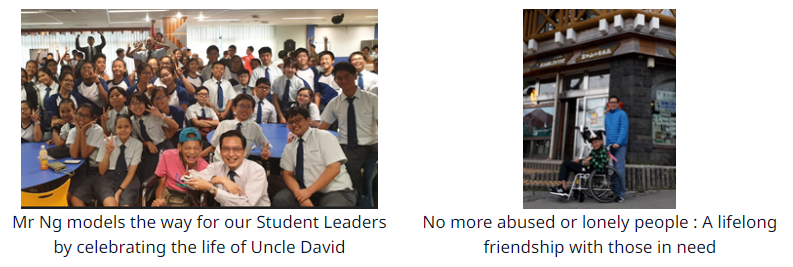 Mr Ng models the way for our Student Leaders
by celebrating the life of Uncle David
No more abused or lonely people : A lifelong
friendship with those in need